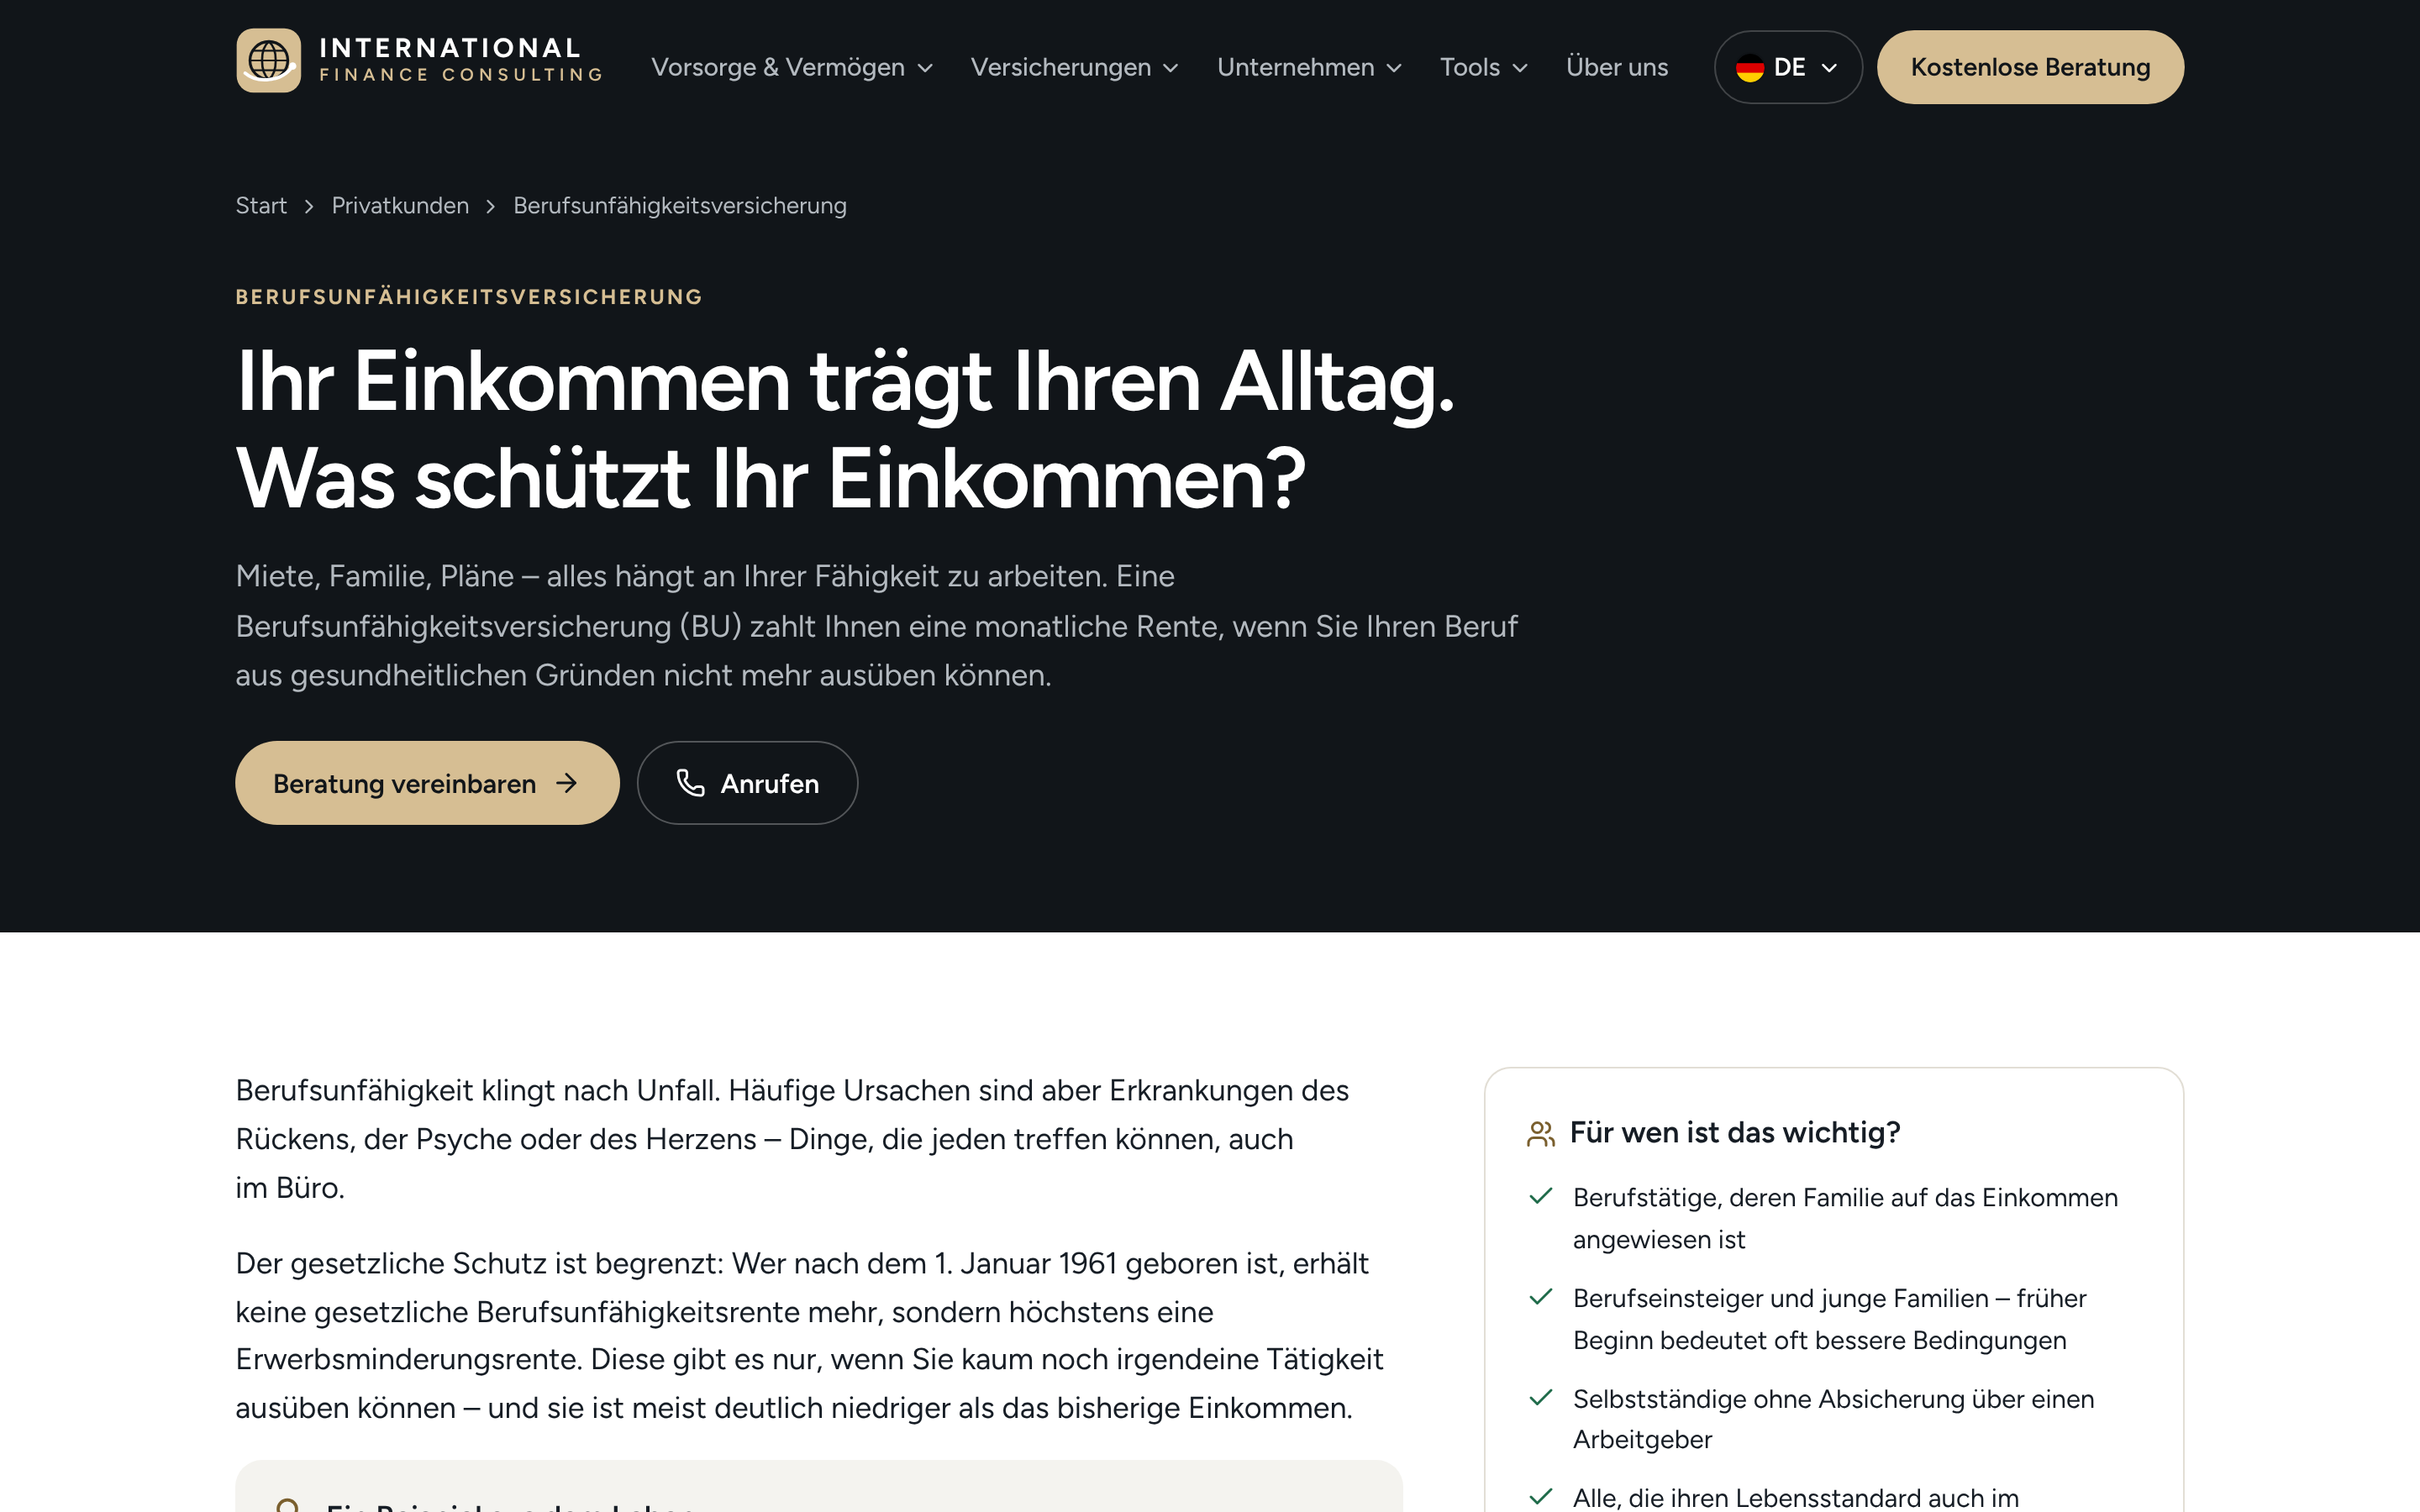 INTERNATIONAL
FINANCE CONSULTING
Vorsorge & Vermögen
Versicherungen
Unternehmen
Tools
Über uns
DE
Kostenlose Beratung
Start
Privatkunden
Berufsunfähigkeitsversicherung
BERUFSUNFÄHIGKEITSVERSICHERUNG
Ihr Einkommen trägt Ihren Alltag.
Was schützt Ihr Einkommen?
Miete, Familie, Pläne – alles hängt an Ihrer Fähigkeit zu arbeiten. Eine
Berufsunfähigkeitsversicherung (BU) zahlt Ihnen eine monatliche Rente, wenn Sie Ihren Beruf
aus gesundheitlichen Gründen nicht mehr ausüben können.
Beratung vereinbaren
Anrufen
Berufsunfähigkeit klingt nach Unfall. Häufige Ursachen sind aber Erkrankungen des
Rückens, der Psyche oder des Herzens – Dinge, die jeden treffen können, auch
im Büro.
Der gesetzliche Schutz ist begrenzt: Wer nach dem 1. Januar 1961 geboren ist, erhält
keine gesetzliche Berufsunfähigkeitsrente mehr, sondern höchstens eine
Erwerbsminderungsrente. Diese gibt es nur, wenn Sie kaum noch irgendeine Tätigkeit
ausüben können – und sie ist meist deutlich niedriger als das bisherige Einkommen.
Für wen ist das wichtig?
Berufstätige, deren Familie auf das Einkommen
angewiesen ist
Berufseinsteiger und junge Familien – früher
Beginn bedeutet oft bessere Bedingungen
Selbstständige ohne Absicherung über einen
Arbeitgeber
Alle, die ihren Lebensstandard auch im